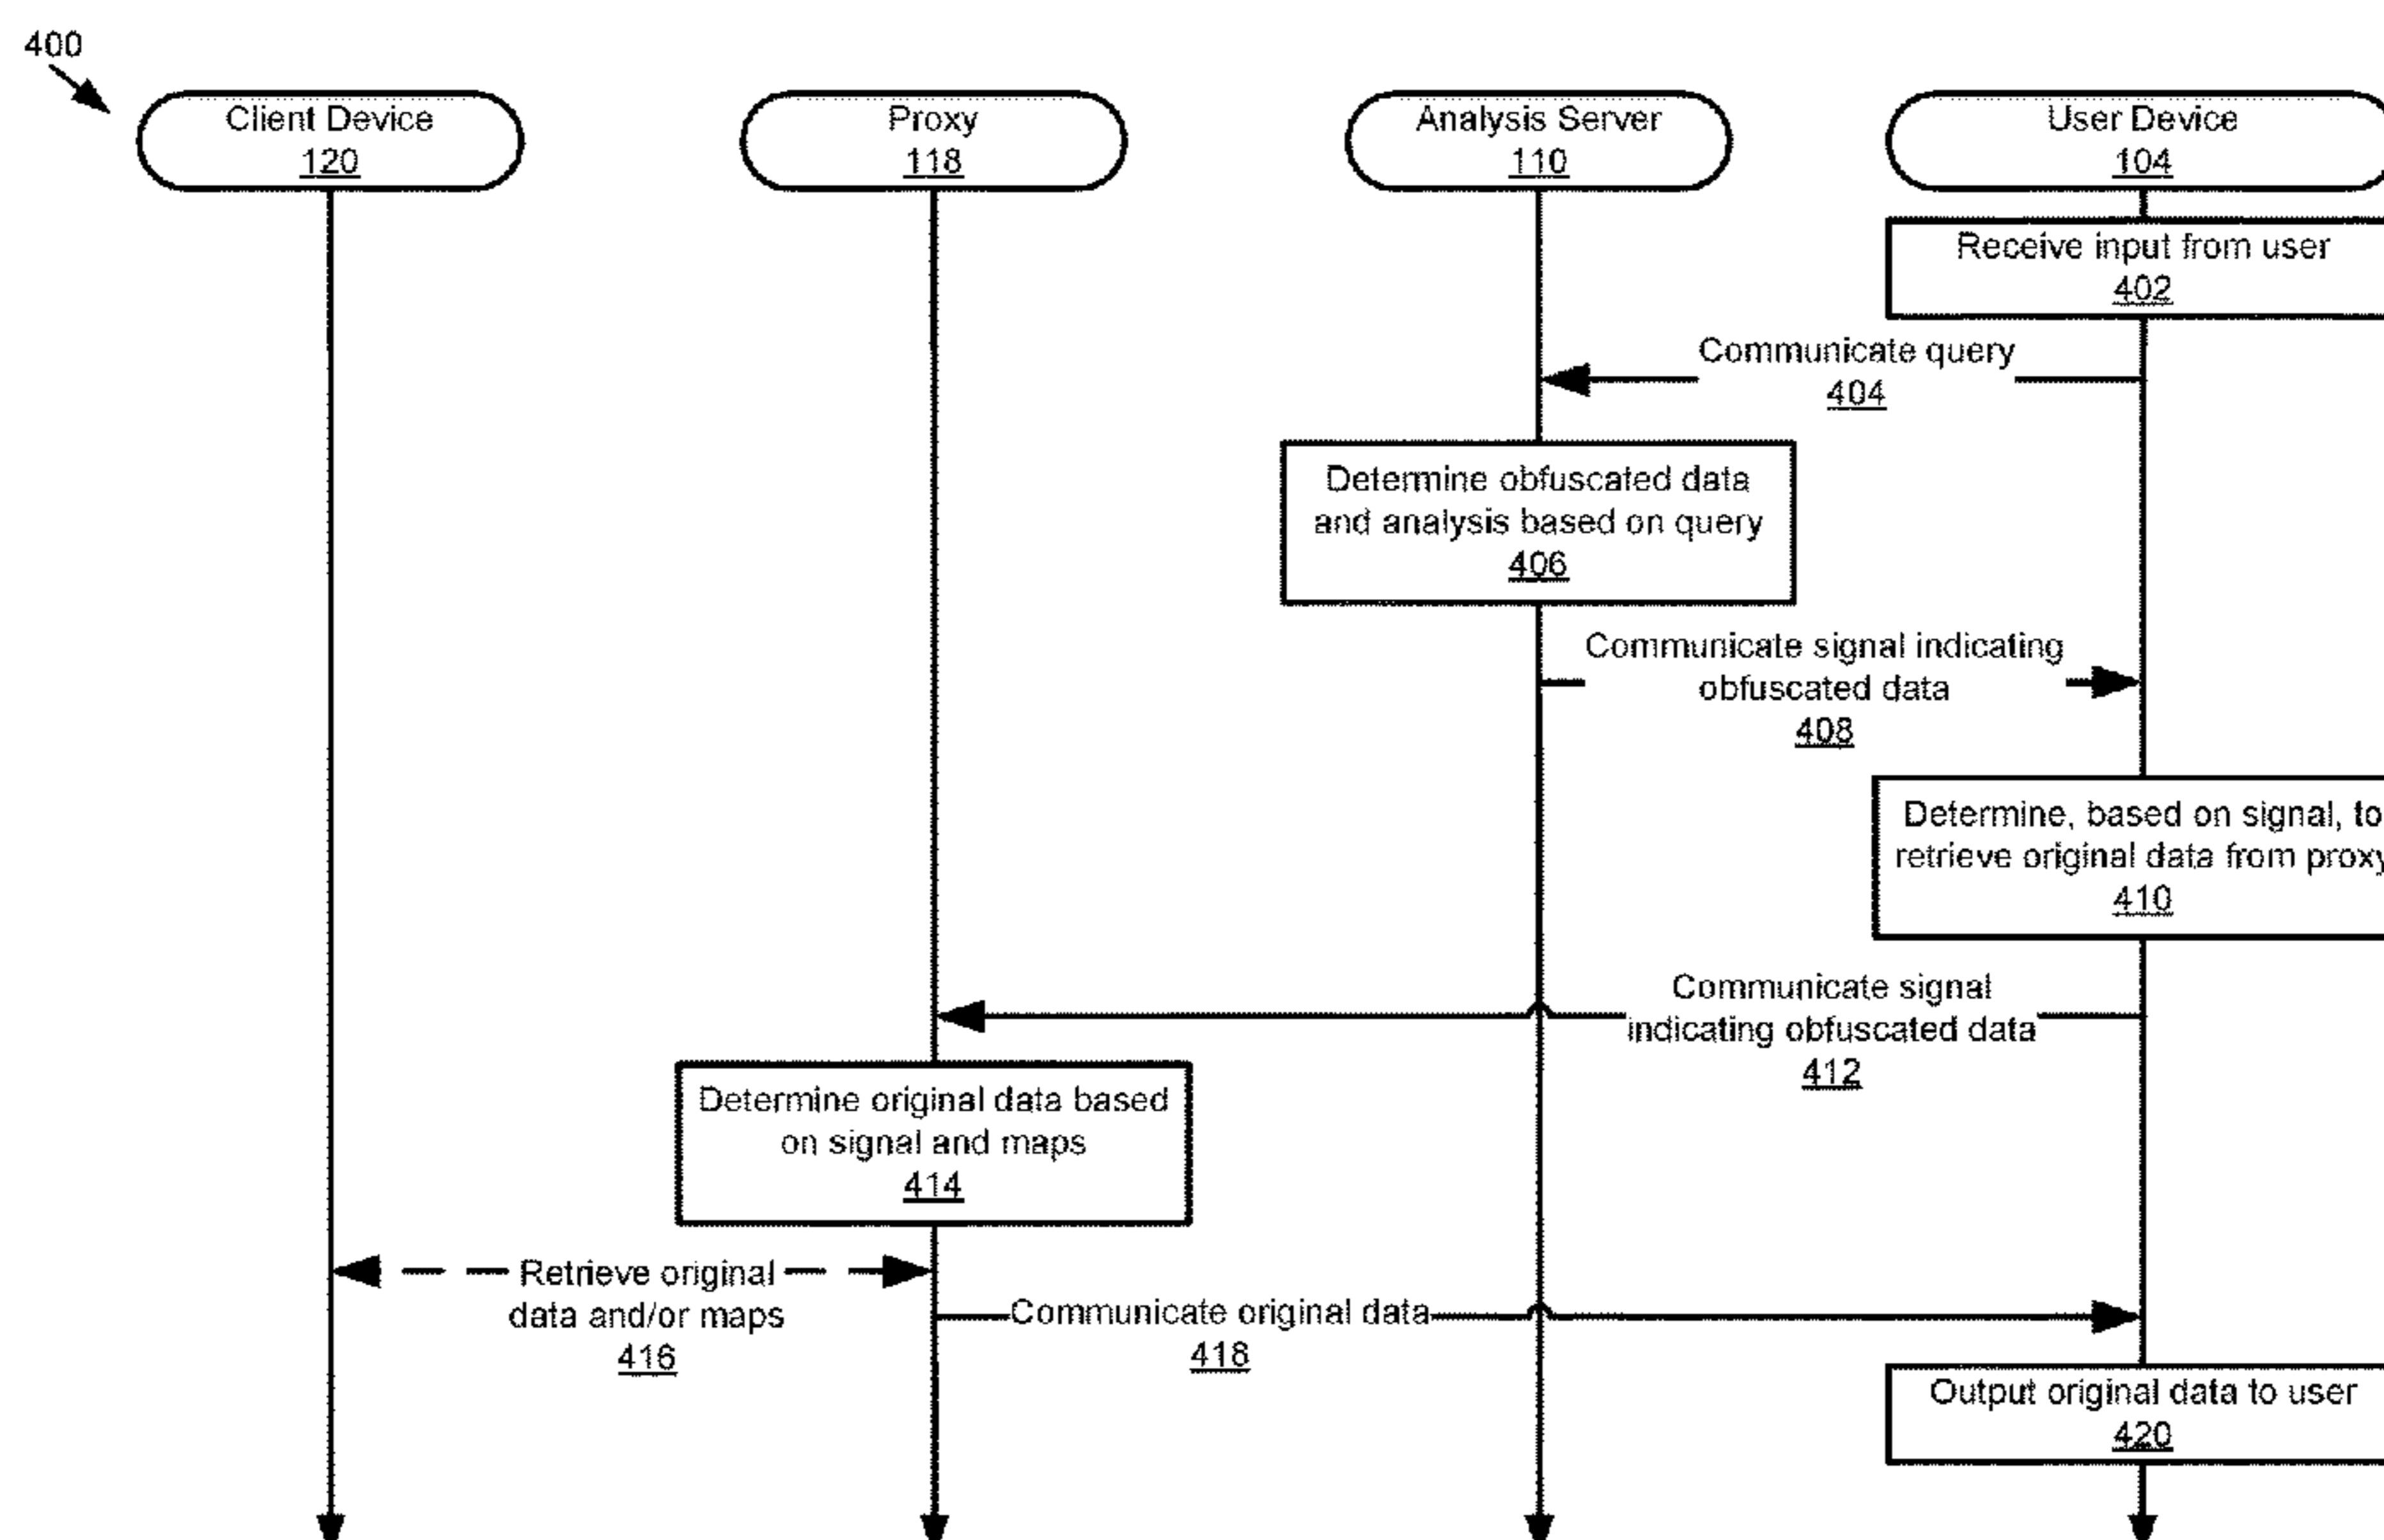 400
Client Device
120
Proxy
118
Analysis Server
110
User Device
104
Receive input from user
402
Communicate query
404
Determine obfuscated data
and analysis based on query
406
Communicate signal indicating
obfuscated data
408
Determine, based on signal, to
retrieve original data from proxy
410
Communicate signal
indicating obfuscated data
412
Determine original data based
on signal and maps
414
Retrieve original
data and/or maps
416
Communicate original data
418
Output original data to user
420